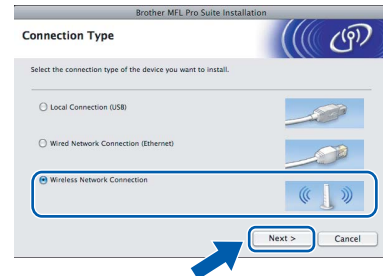 Brother MFL Pro Suite Installation
Connection Type
Select the connection type of the device you want to install.
Local Connection (USB)
Wired Network Connection (Ethernet)
Wireless Network Connection
Next >
Cancel